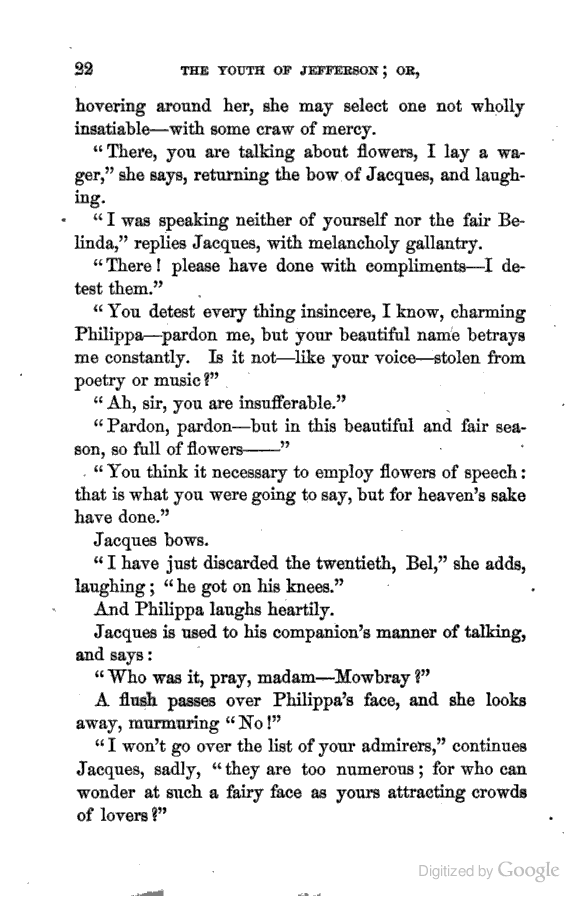 22 THE YOUTH OF JEFFERSON; OR,
hovering around her, she may select one not wholly
insatiable—with some craw of mercy.
“There, you are talking about flowers, I lay a wa-
ger,” she says, returning the bow of Jacques, and laugh-
ing.
“I was speaking neither of yourself nor the fair Be-
linda,” replies Jacques, with melancholy gallantry.
“There! please have done with compliments—I de-
test them.”
“You detest every thing insincere, I know, charming
Philippa—pardon me, but your beautiful name betrays
me constantly. Is it not—like your voice—stolen from
poetry or music?”
“Ah, sir, you are insufferable.”
“Pardon, pardon—but in this beautiful and fair sea-
son, so full of flowers——”
“You think it necessary to employ flowers of speech:
that is what you were going to say, but for heaven’s sake
have done.”
Jacques bows.
“I have just discarded the twentieth, Bel,” she adds,
laughing; “he got on his knees.”
And Philippa laughs heartily.
Jacques is used to his companion’s manner of talking,
and says:
“Who was it, pray, madam—Mowbray?”
A flush passes over Philippa’s face, and she looks
away, murmuring “No!”
“I won’t go over the list of your admirers,” continues
Jacques, sadly, “they are too numerous; for who can
wonder at such a fairy face as yours attracting crowds
of lovers?”
Digitized by Google